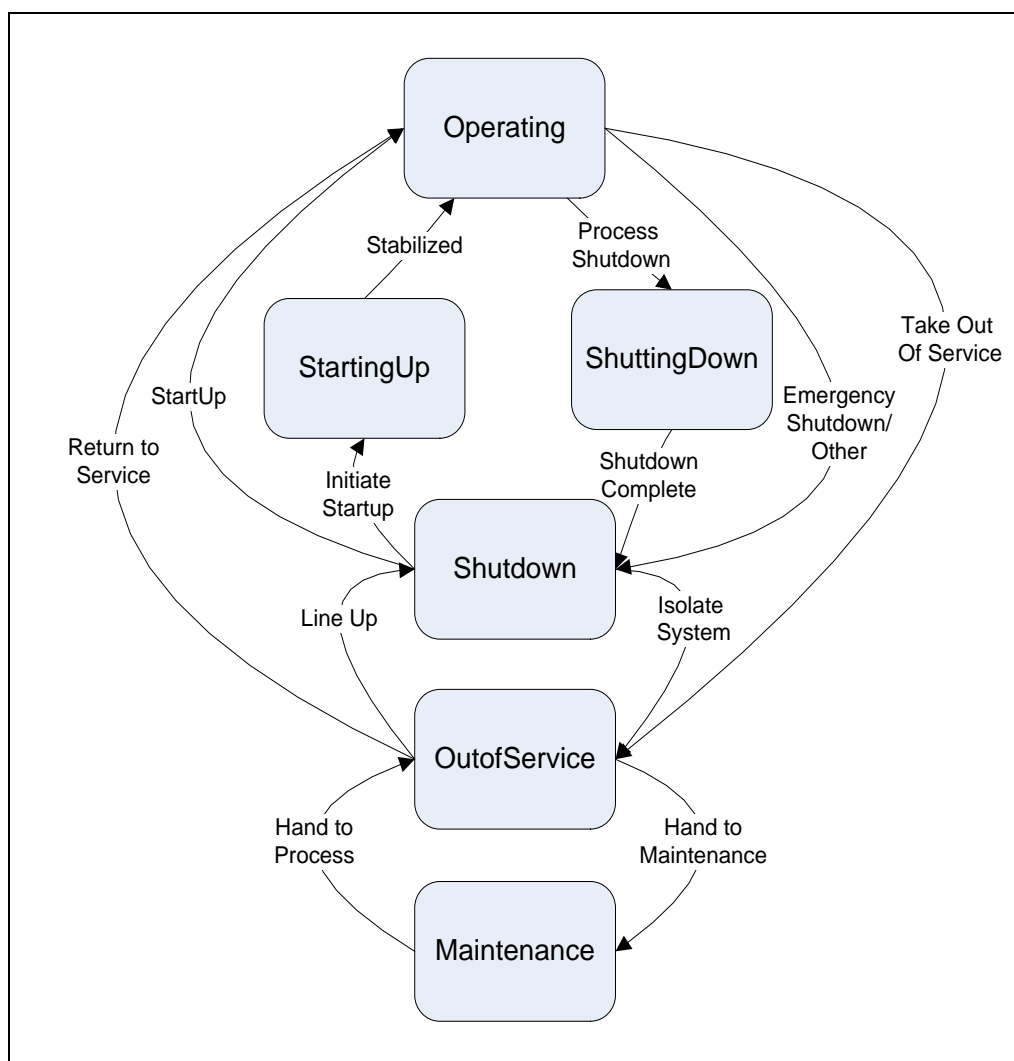 Operating
Stabilized
Process
Shutdown
StartingUp
ShuttingDown
Take Out
Of Service
StartUp
Emergency
Shutdown/
Other
Return to
Service
Initiate
Startup
Shutdown
Complete
Shutdown
Line Up
Isolate
System
OutofService
Hand to
Process
Hand to
Maintenance
Maintenance